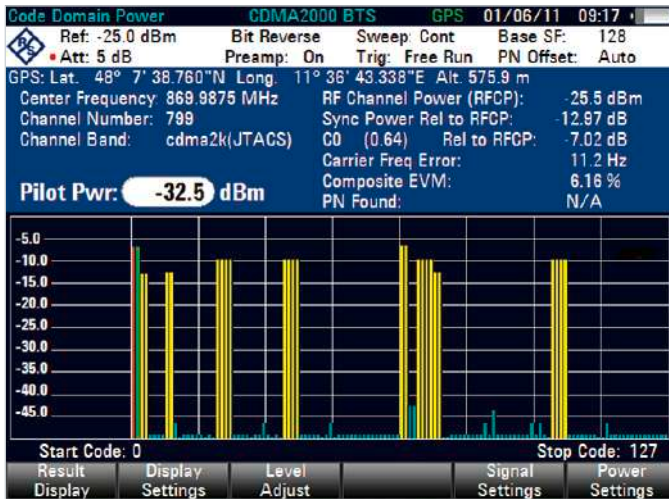 Code Domain Power CDMA2000 BTS GPS 01/06/11 09:17
Ref: -25.0 dBm Bit Reverse Sweep: Cont Base SF: 128
Att: 5 dB Preamp: On Trig: Free Run PN Offset: Auto
GPS: Lat. 48° 7' 38.760"N Long. 11° 36' 43.338"E Alt. 575.9 m
Center Frequency: 869.9875 MHz RF Channel Power (RFCP): -25.5 dBm
Channel Number: 799 Sync Power Rel to RFCP: -12.97 dB
Channel Band: cdma2k(JTACS) C0 (0.64) Rel to RFCP: -7.02 dB
Carrier Freq Error: 11.2 Hz
Composite EVM: 6.16 %
Pilot Pwr: -32.5 dBm PN Found: N/A
-5.0
-10.0
-15.0
-20.0
-25.0
-30.0
-35.0
-40.0
-45.0
Start Code: 0 Stop Code: 127
Result Display Display Settings Level Adjust Signal Settings Power Settings